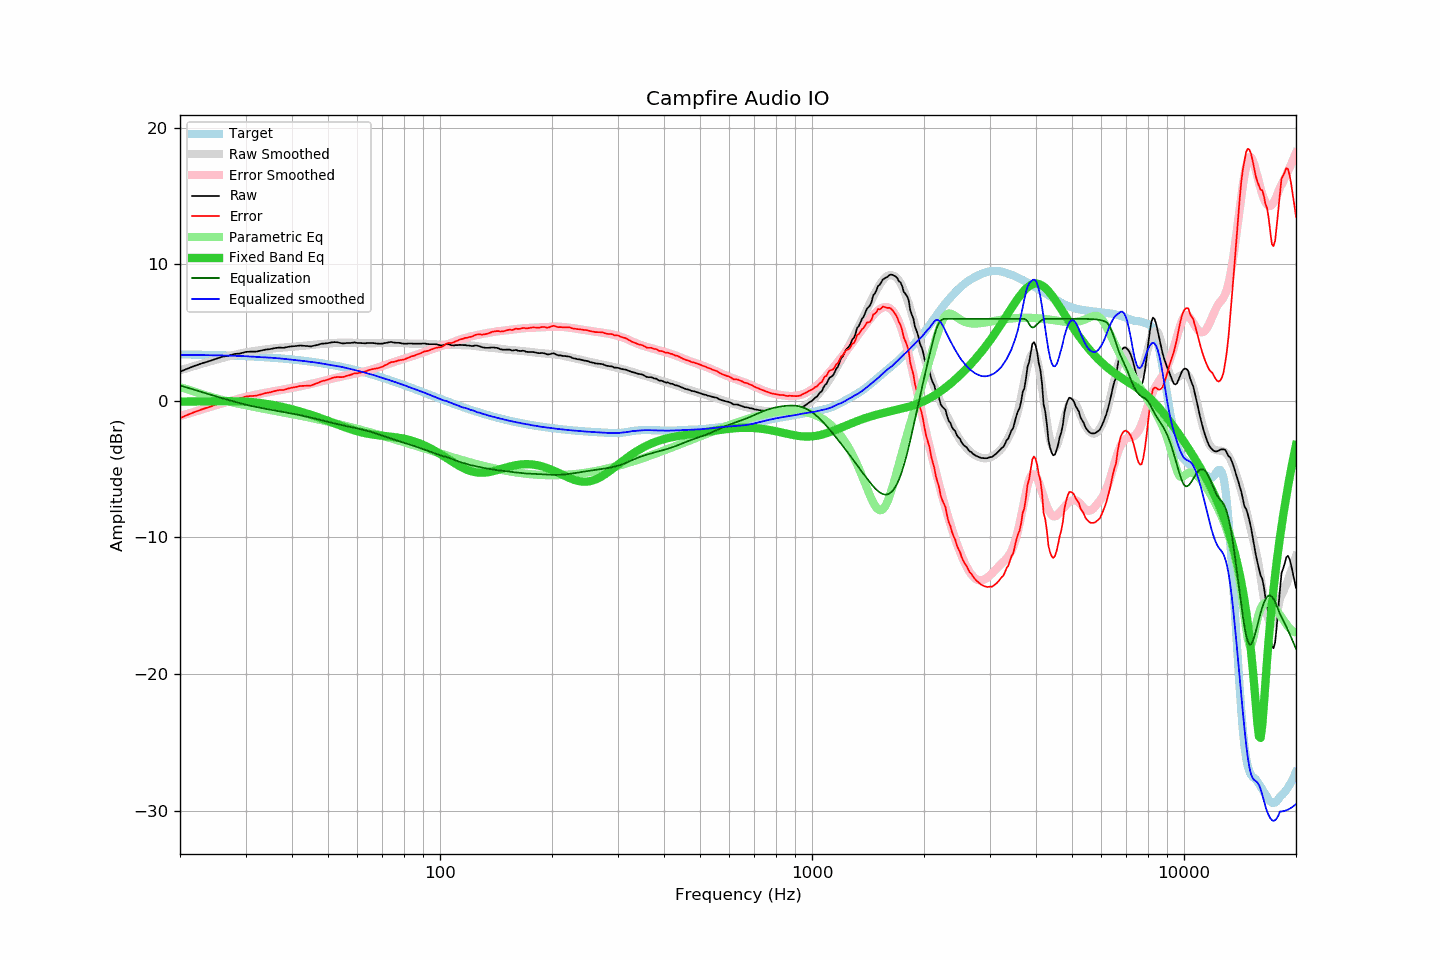 Campfire Audio IO
Target
Raw Smoothed
Error Smoothed
Raw
Error
Parametric Eq
Fixed Band Eq
Equalization
Equalized smoothed
20
10
0
−10
−20
−30
Amplitude (dBr)
100
1000
10000
Frequency (Hz)